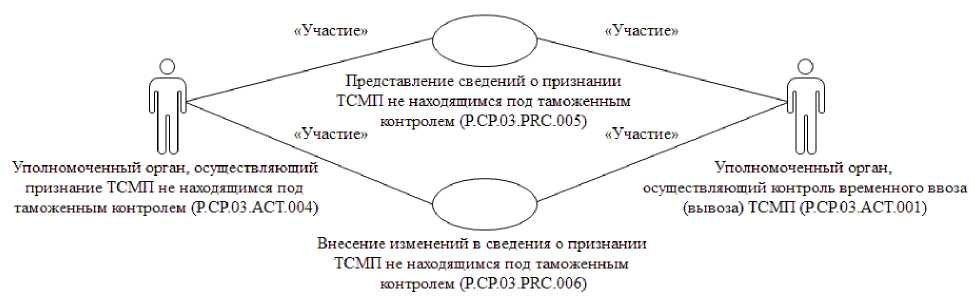 «Участие»
«Участие»
Представление сведений о признании
ТСМП не находящимся под таможенным
контролем (P.CP.03.PRC.005)
«Участие»
«Участие»
Уполномоченный орган, осуществляющий
признание ТСМП не находящимся под
таможенным контролем (P.CP.03.ACT.004)
Уполномоченный орган,
осуществляющий контроль временного ввоза
(вывоза) ТСМП (P.CP.03.ACT.001)
Внесение изменений в сведения о признании
ТСМП не находящимся под таможенным
контролем (P.CP.03.PRC.006)